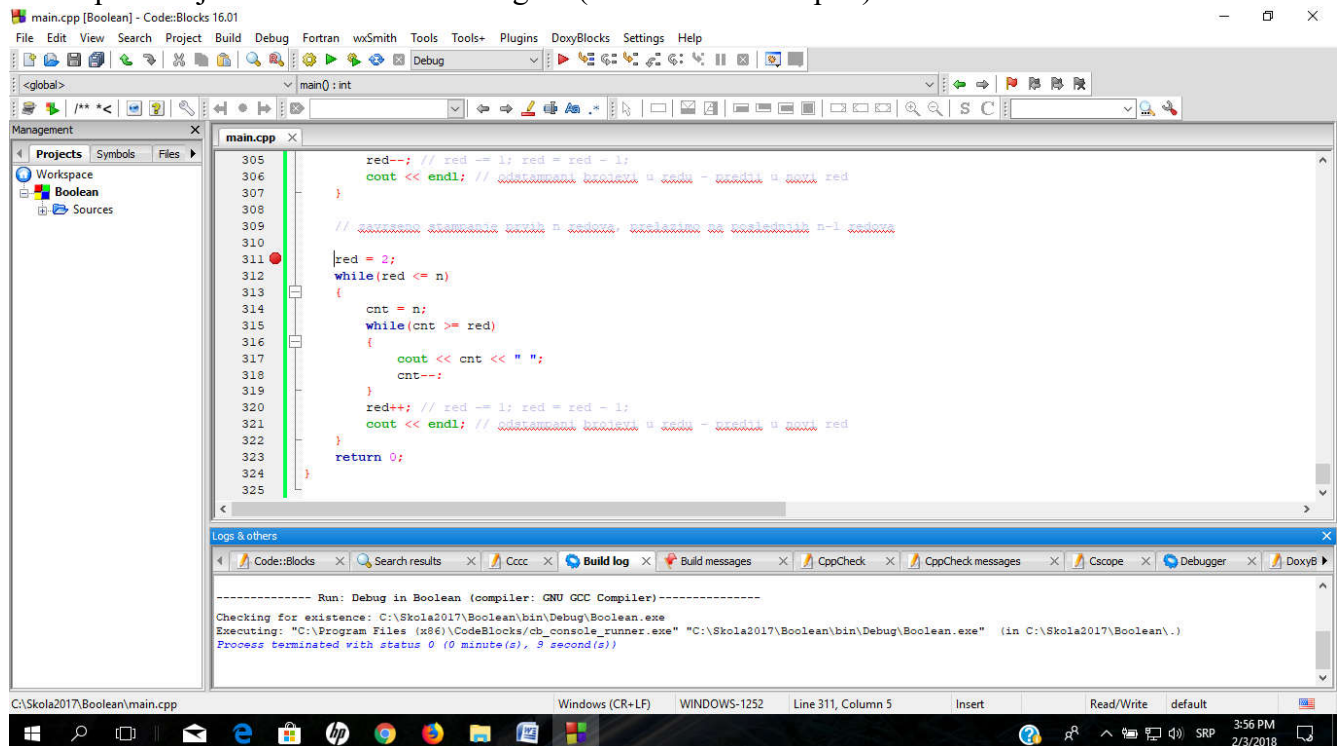 main.cpp [Boolean] - Code::Blocks 16.01
File Edit View Search Project Build Debug Fortran wxSmith Tools Tools+ Plugins DoxyBlocks Settings Help
Debug
<global> main() : int
/** *< S C
Management
main.cpp
Projects Symbols Files
Workspace
Boolean
Sources
305 red--; // red -= 1; red = red - 1;
306 cout << endl; // odstampani brojevi u redu - predji u novi red
307 }
308
309 // zavrseno stampanje prvih n redova, prelazimo na poslednjih n-1 redova
310
311 red = 2;
312 while(red <= n)
313 {
314 cnt = n;
315 while(cnt >= red)
316 {
317 cout << cnt << " ";
318 cnt--;
319 }
320 red++; // red -= 1; red = red - 1;
321 cout << endl; // odstampani brojevi u redu - predji u novi red
322 }
323 return 0;
324 }
325
Logs & others
Code::Blocks Search results Cccc Build log Build messages CppCheck CppCheck messages Cscope Debugger DoxyB
-------------- Run: Debug in Boolean (compiler: GNU GCC Compiler)---------------
Checking for existence: C:\Skola2017\Boolean\bin\Debug\Boolean.exe
Executing: "C:\Program Files (x86)\CodeBlocks/cb_console_runner.exe" "C:\Skola2017\Boolean\bin\Debug\Boolean.exe" (in C:\Skola2017\Boolean\.)
Process terminated with status 0 (0 minute(s), 9 second(s))
C:\Skola2017\Boolean\main.cpp Windows (CR+LF) WINDOWS-1252 Line 311, Column 5 Insert Read/Write default
hp SRP 3:56 PM
2/3/2018